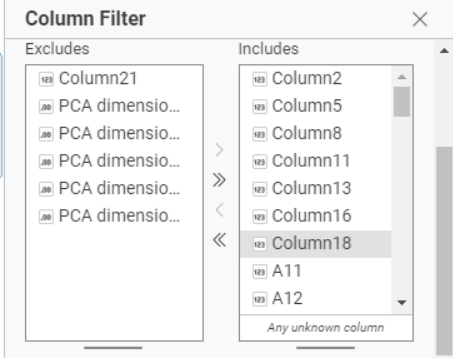 Column Filter
Excludes
Column21
PCA dimensio...
PCA dimensio...
PCA dimensio...
PCA dimensio...
PCA dimensio...
Includes
Column2
Column5
Column8
Column11
Column13
Column16
Column18
A11
A12
Any unknown column